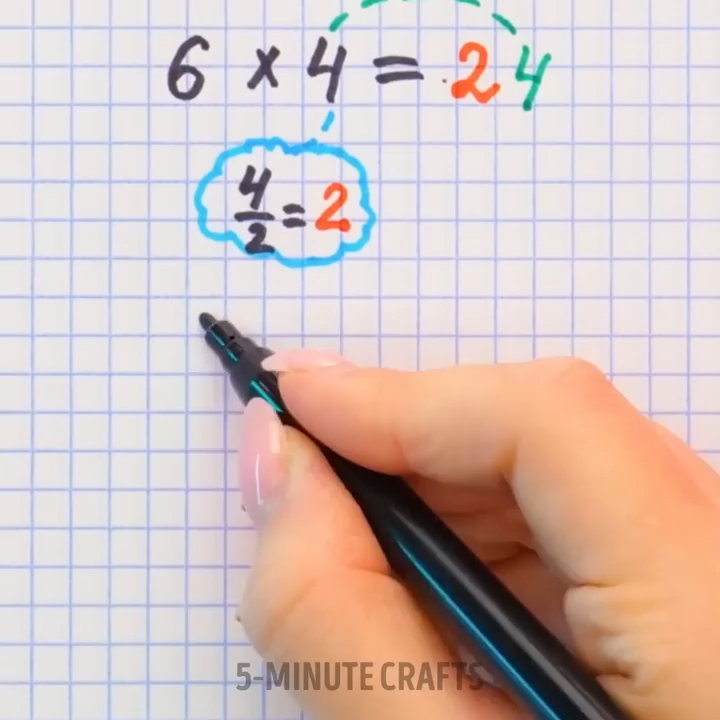 6 × 4 = 24
4/2 = 2
5-MINUTE CRAFTS